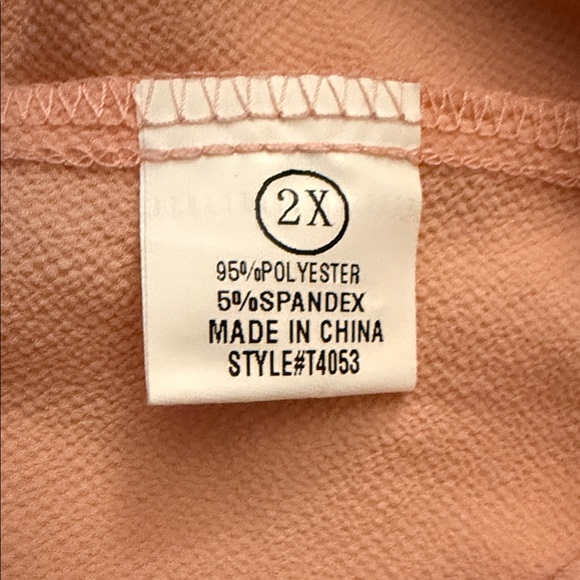 2X
95%POLYESTER
5%SPANDEX
MADE IN CHINA
STYLE#T4053